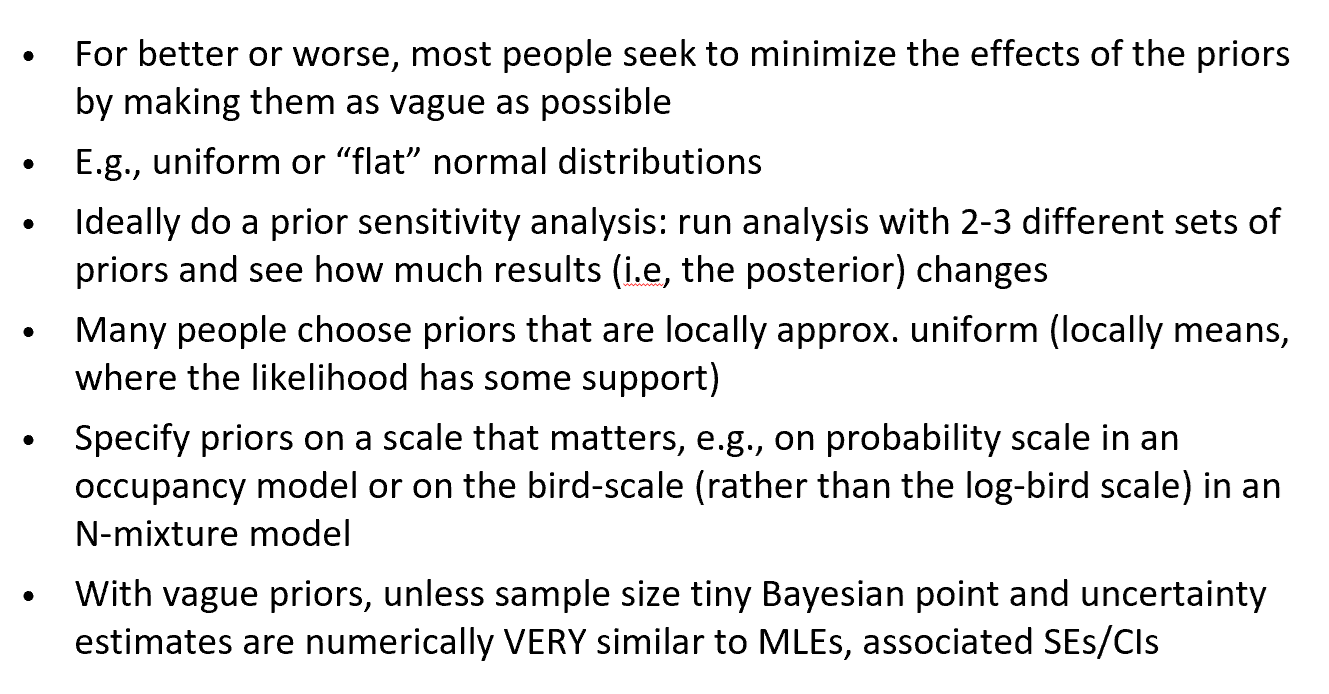 • For better or worse, most people seek to minimize the effects of the priors
by making them as vague as possible
• E.g., uniform or “flat” normal distributions
• Ideally do a prior sensitivity analysis: run analysis with 2-3 different sets of
priors and see how much results (i.e, the posterior) changes
• Many people choose priors that are locally approx. uniform (locally means,
where the likelihood has some support)
• Specify priors on a scale that matters, e.g., on probability scale in an
occupancy model or on the bird-scale (rather than the log-bird scale) in an
N-mixture model
• With vague priors, unless sample size tiny Bayesian point and uncertainty
estimates are numerically VERY similar to MLEs, associated SEs/CIs